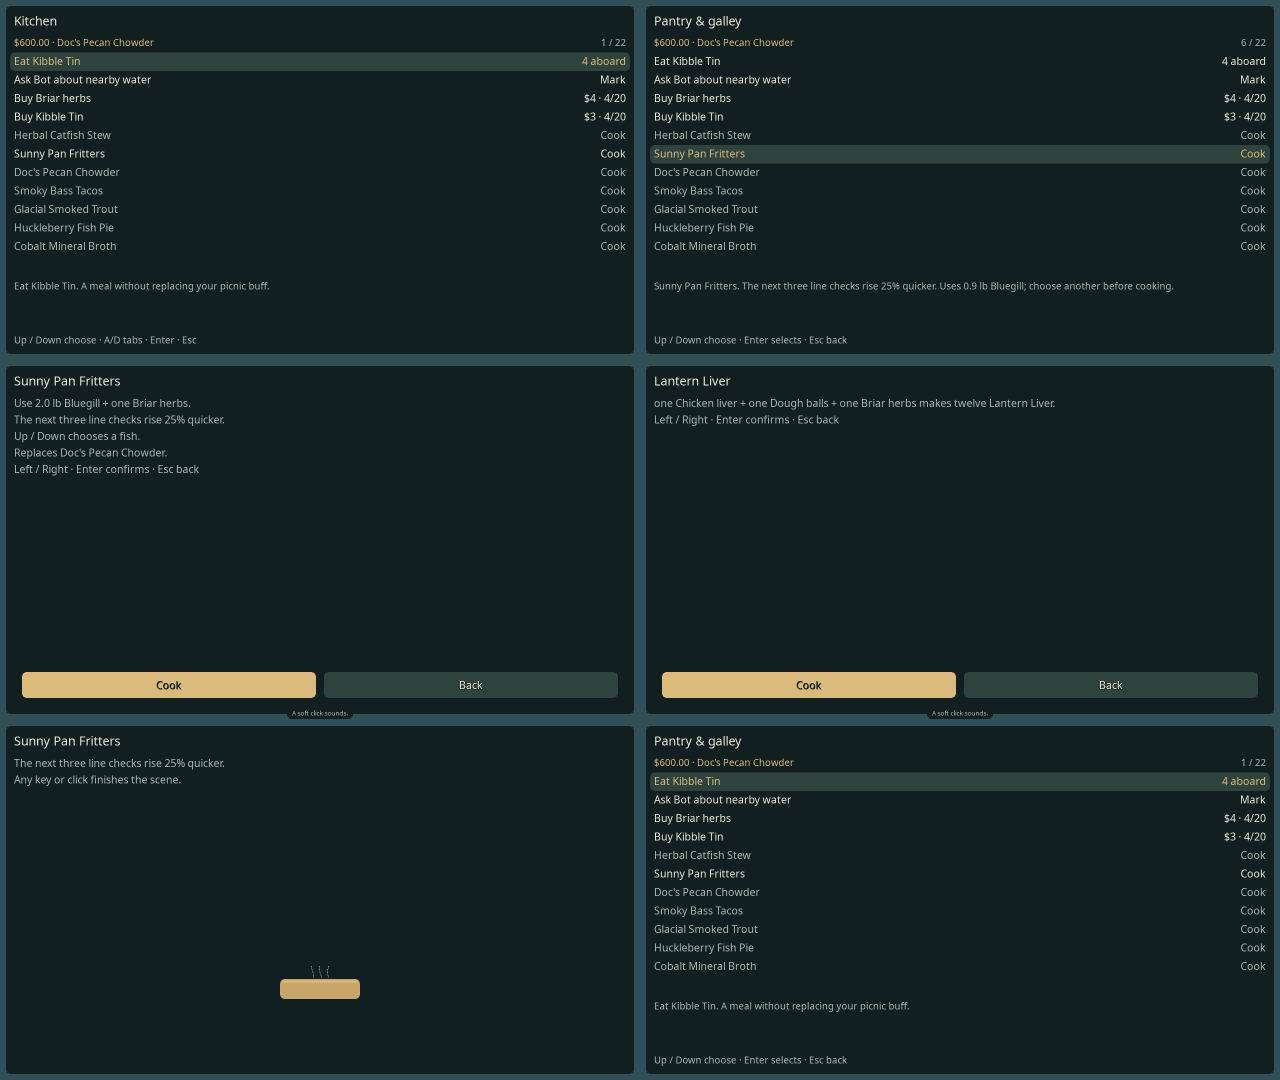 Kitchen
$600.00 · Doc's Pecan Chowder 1 / 22
Eat Kibble Tin 4 aboard
Ask Bot about nearby water Mark
Buy Briar herbs $4 · 4/20
Buy Kibble Tin $3 · 4/20
Herbal Catfish Stew Cook
Sunny Pan Fritters Cook
Doc's Pecan Chowder Cook
Smoky Bass Tacos Cook
Glacial Smoked Trout Cook
Huckleberry Fish Pie Cook
Cobalt Mineral Broth Cook
Eat Kibble Tin. A meal without replacing your picnic buff.
Up / Down choose · A/D tabs · Enter · Esc
Pantry & galley
$600.00 · Doc's Pecan Chowder 6 / 22
Eat Kibble Tin 4 aboard
Ask Bot about nearby water Mark
Buy Briar herbs $4 · 4/20
Buy Kibble Tin $3 · 4/20
Herbal Catfish Stew Cook
Sunny Pan Fritters Cook
Doc's Pecan Chowder Cook
Smoky Bass Tacos Cook
Glacial Smoked Trout Cook
Huckleberry Fish Pie Cook
Cobalt Mineral Broth Cook
Sunny Pan Fritters. The next three line checks rise 25% quicker. Uses 0.9 lb Bluegill; choose another before cooking.
Up / Down choose · Enter selects · Esc back
Sunny Pan Fritters
Use 2.0 lb Bluegill + one Briar herbs.
The next three line checks rise 25% quicker.
Up / Down chooses a fish.
Replaces Doc's Pecan Chowder.
Left / Right · Enter confirms · Esc back
Cook Back
A soft click sounds.
Lantern Liver
one Chicken liver + one Dough balls + one Briar herbs makes twelve Lantern Liver.
Left / Right · Enter confirms · Esc back
Cook Back
A soft click sounds.
Sunny Pan Fritters
The next three line checks rise 25% quicker.
Any key or click finishes the scene.
Pantry & galley
$600.00 · Doc's Pecan Chowder 1 / 22
Eat Kibble Tin 4 aboard
Ask Bot about nearby water Mark
Buy Briar herbs $4 · 4/20
Buy Kibble Tin $3 · 4/20
Herbal Catfish Stew Cook
Sunny Pan Fritters Cook
Doc's Pecan Chowder Cook
Smoky Bass Tacos Cook
Glacial Smoked Trout Cook
Huckleberry Fish Pie Cook
Cobalt Mineral Broth Cook
Eat Kibble Tin. A meal without replacing your picnic buff.
Up / Down choose · Enter selects · Esc back